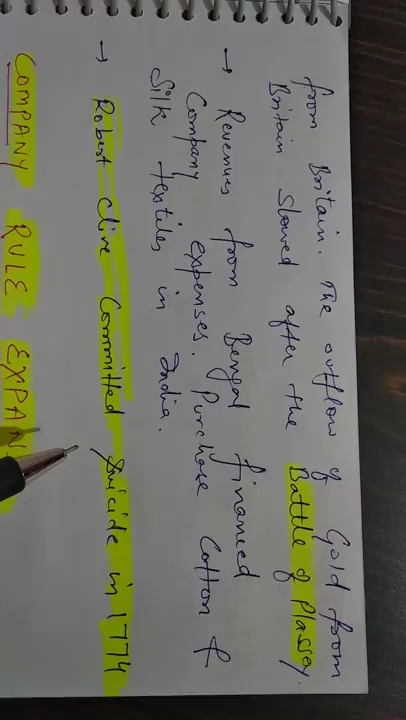 from Britain. The outflow of Gold from
Britain slowed after the Battle of Plassey.
→ Revenues from Bengal financed
Company expenses. Purchase Cotton &
Silk textiles in India.
→ Robert Clive Committed Suicide in 1774
COMPANY RULE EXPAN